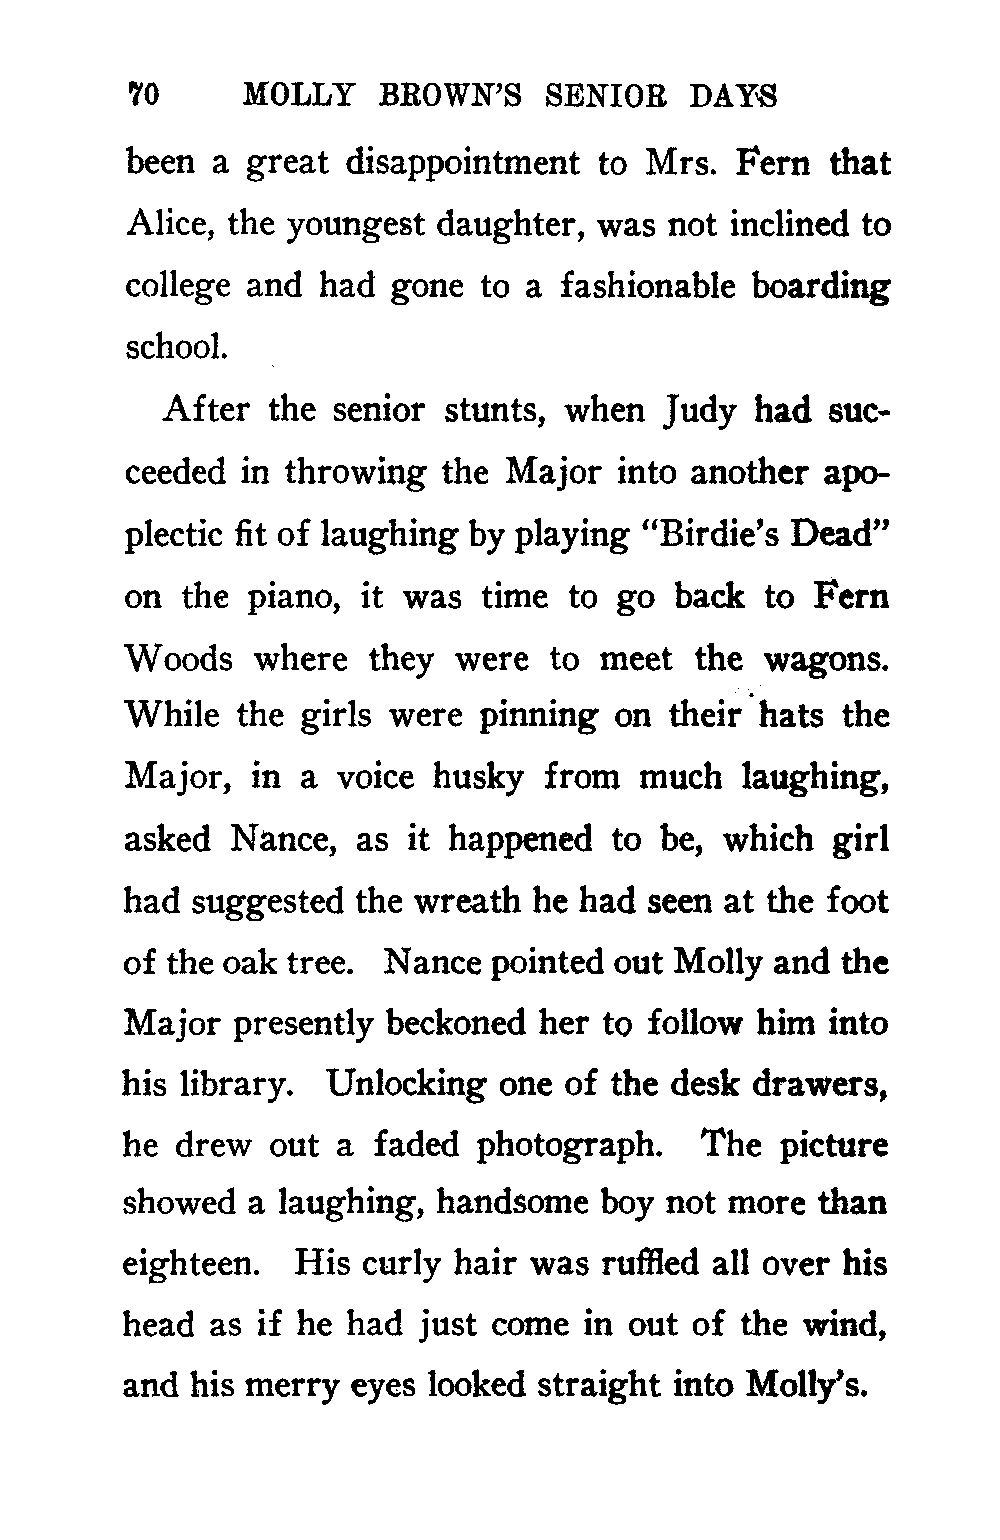 70 MOLLY BROWN'S SENIOR DAYS
been a great disappointment to Mrs. Fern that
Alice, the youngest daughter, was not inclined to
college and had gone to a fashionable boarding
school.
After the senior stunts, when Judy had suc-
ceeded in throwing the Major into another apo-
plectic fit of laughing by playing "Birdie's Dead"
on the piano, it was time to go back to Fern
Woods where they were to meet the wagons.
While the girls were pinning on their hats the
Major, in a voice husky from much laughing,
asked Nance, as it happened to be, which girl
had suggested the wreath he had seen at the foot
of the oak tree. Nance pointed out Molly and the
Major presently beckoned her to follow him into
his library. Unlocking one of the desk drawers,
he drew out a faded photograph. The picture
showed a laughing, handsome boy not more than
eighteen. His curly hair was ruffled all over his
head as if he had just come in out of the wind,
and his merry eyes looked straight into Molly's.